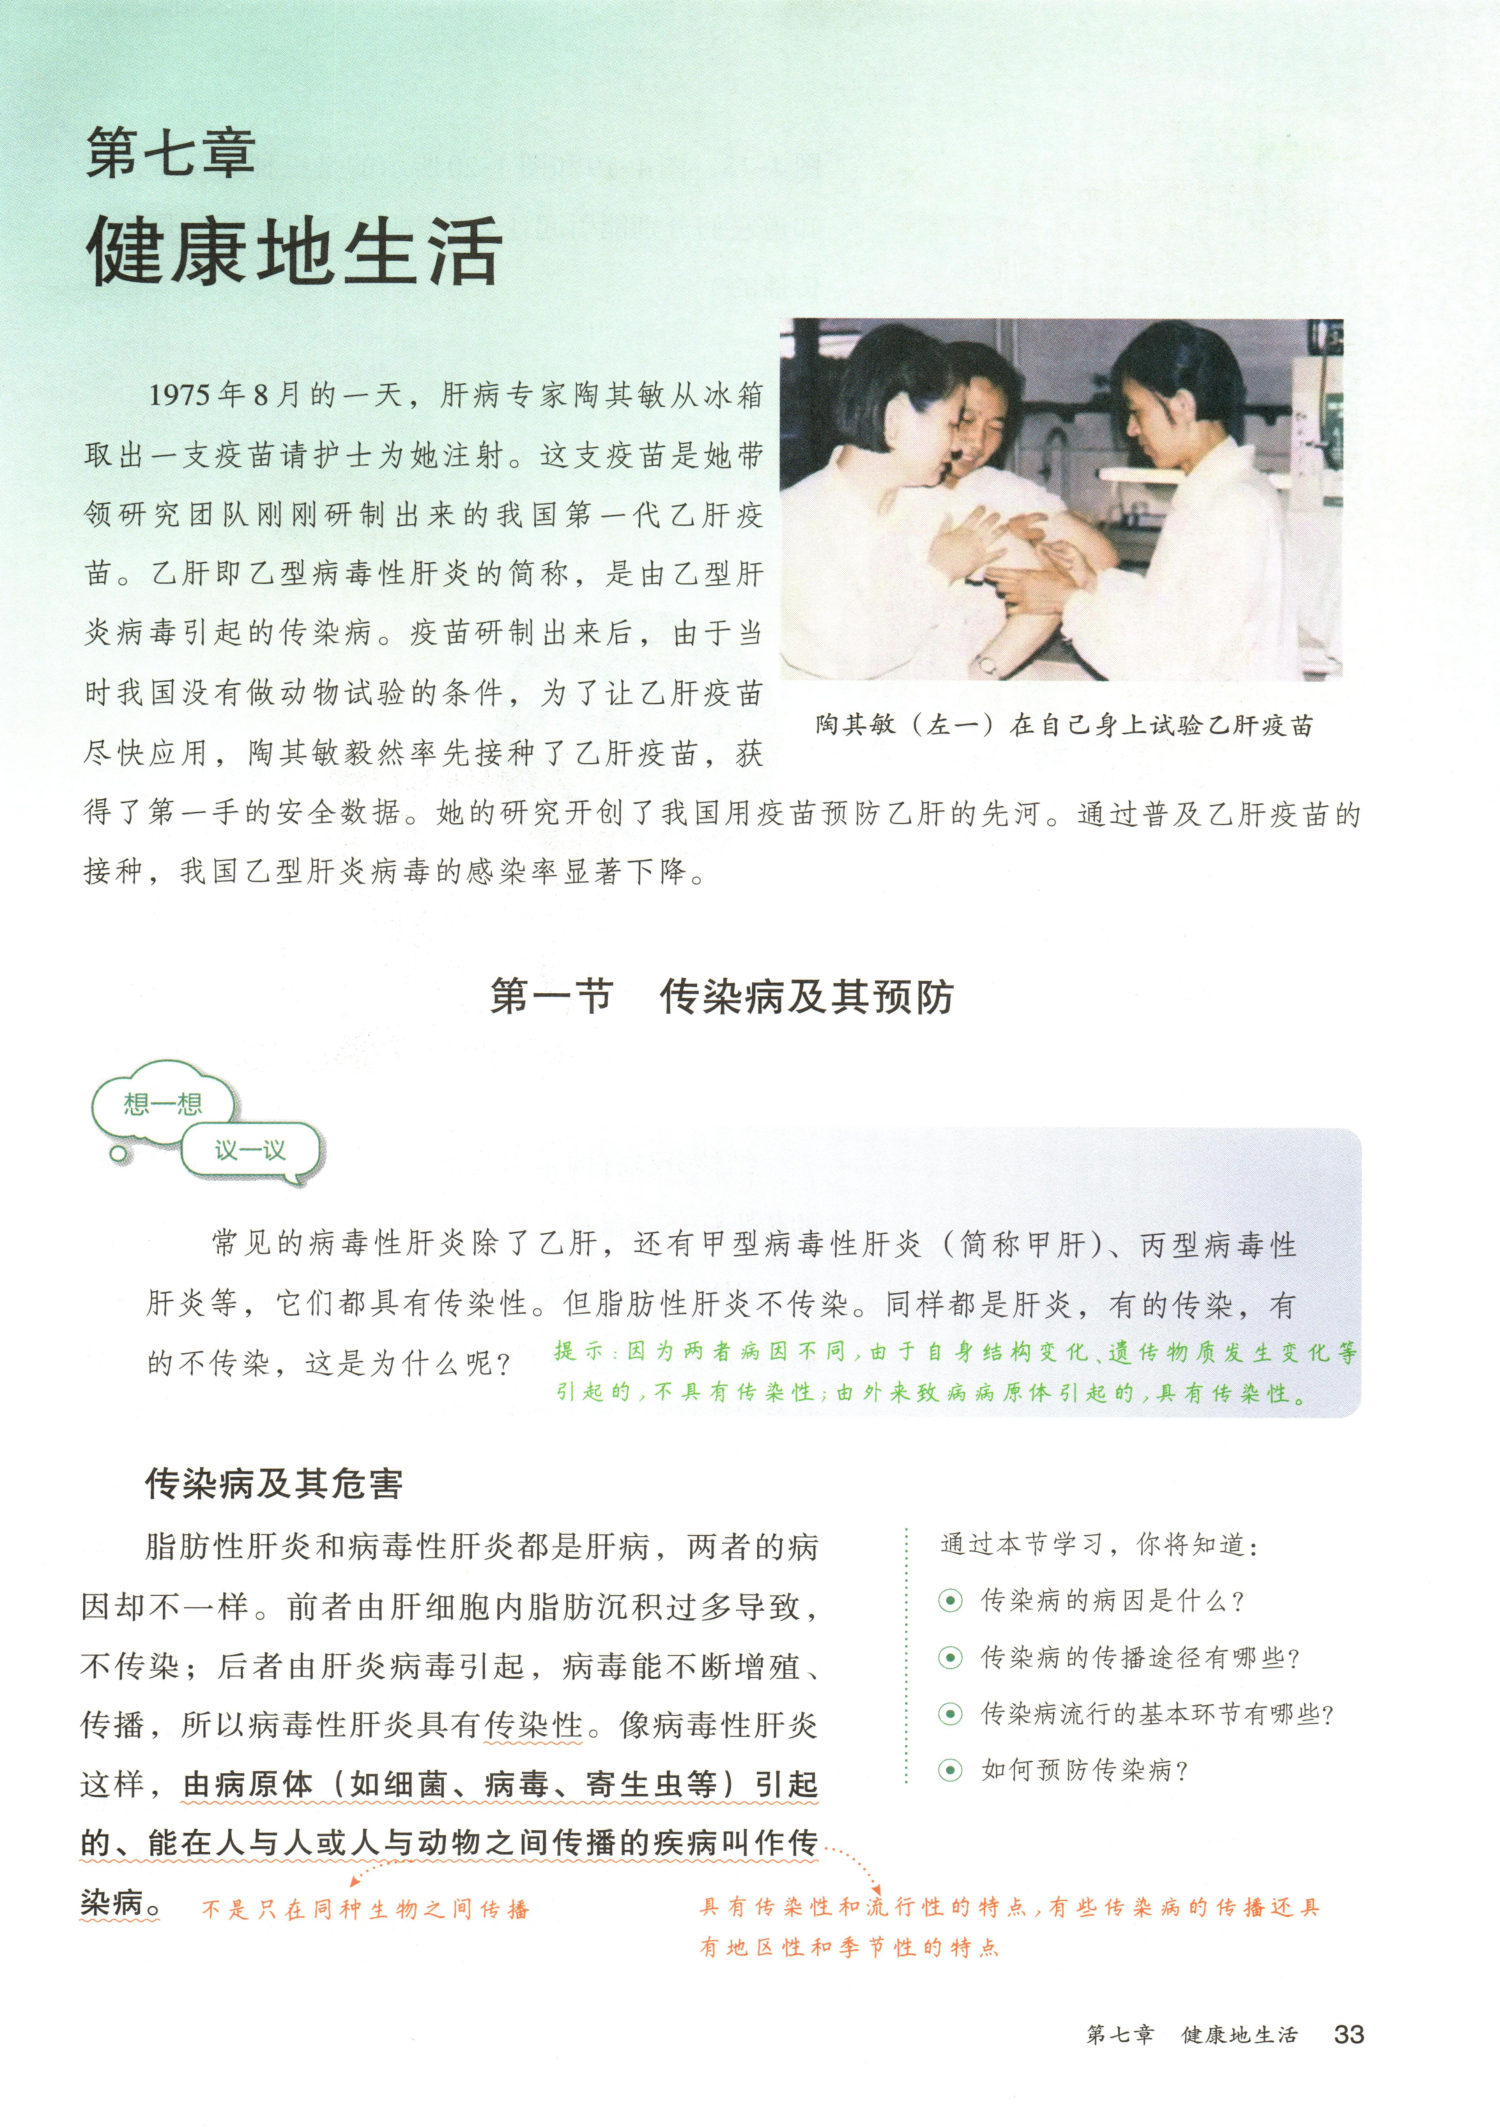 第七章
健康地生活
1975年8月的一天，肝病专家陶其敏从冰箱
取出一支疫苗请护士为她注射。这支疫苗是她带
领研究团队刚刚研制出来的我国第一代乙肝疫
苗。乙肝即乙型病毒性肝炎的简称，是由乙型肝
炎病毒引起的传染病。疫苗研制出来后，由于当
时我国没有做动物试验的条件，为了让乙肝疫苗
尽快应用，陶其敏毅然率先接种了乙肝疫苗，获
得了第一手的安全数据。她的研究开创了我国用疫苗预防乙肝的先河。通过普及乙肝疫苗的
接种，我国乙型肝炎病毒的感染率显著下降。
陶其敏（左一）在自己身上试验乙肝疫苗
第一节 传染病及其预防
想一想
议一议
常见的病毒性肝炎除了乙肝，还有甲型病毒性肝炎（简称甲肝）、丙型病毒性
肝炎等，它们都具有传染性。但脂肪性肝炎不传染。同样都是肝炎，有的传染，有
的不传染，这是为什么呢？
提示：因为两者病因不同，由于自身结构变化、遗传物质发生变化等
引起的，不具有传染性；由外来致病病原体引起的，具有传染性。
传染病及其危害
脂肪性肝炎和病毒性肝炎都是肝病，两者的病
因却不一样。前者由肝细胞内脂肪沉积过多导致，
不传染；后者由肝炎病毒引起，病毒能不断增殖、
传播，所以病毒性肝炎具有传染性。像病毒性肝炎
这样，由病原体（如细菌、病毒、寄生虫等）引起
的、能在人与人或人与动物之间传播的疾病叫作传
染病。
不是只在同种生物之间传播
具有传染性和流行性的特点，有些传染病的传播还具
有地区性和季节性的特点
通过本节学习，你将知道：
传染病的病因是什么？
传染病的传播途径有哪些？
传染病流行的基本环节有哪些？
如何预防传染病？
第七章 健康地生活 33